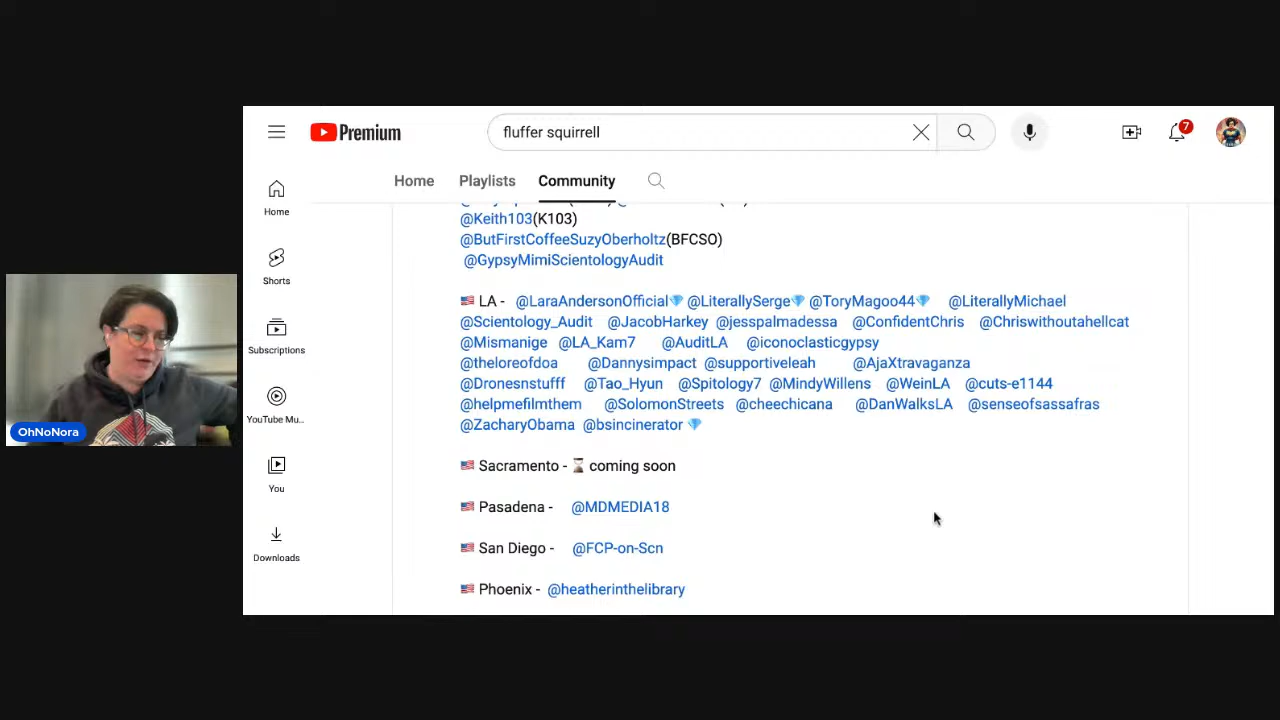 Premium
fluffer squirrell
7
Home
Playlists
Community
Home
Shorts
Subscriptions
YouTube Mu...
You
Downloads
@Keith103(K103)
@ButFirstCoffeeSuzyOberholtz(BFCSO)
@GypsyMimiScientologyAudit
LA - @LaraAndersonOfficial @LiterallySerge @ToryMagoo44 @LiterallyMichael
@Scientology_Audit @JacobHarkey @jesspalmadessa @ConfidentChris @Chriswithoutahellcat
@Mismanige @LA_Kam7 @AuditLA @iconoclasticgypsy
@theloreofdoa @Dannysimpact @supportiveleah @AjaXtravaganza
@Dronesnstufff @Tao_Hyun @Spitology7 @MindyWillens @WeinLA @cuts-e1144
@helpmefilmthem @SolomonStreets @cheechicana @DanWalksLA @senseofsassafras
@ZacharyObama @bsincinerator
Sacramento - ⌛ coming soon
Pasadena - @MDMEDIA18
San Diego - @FCP-on-Scn
Phoenix - @heatherinthelibrary
OhNoNora